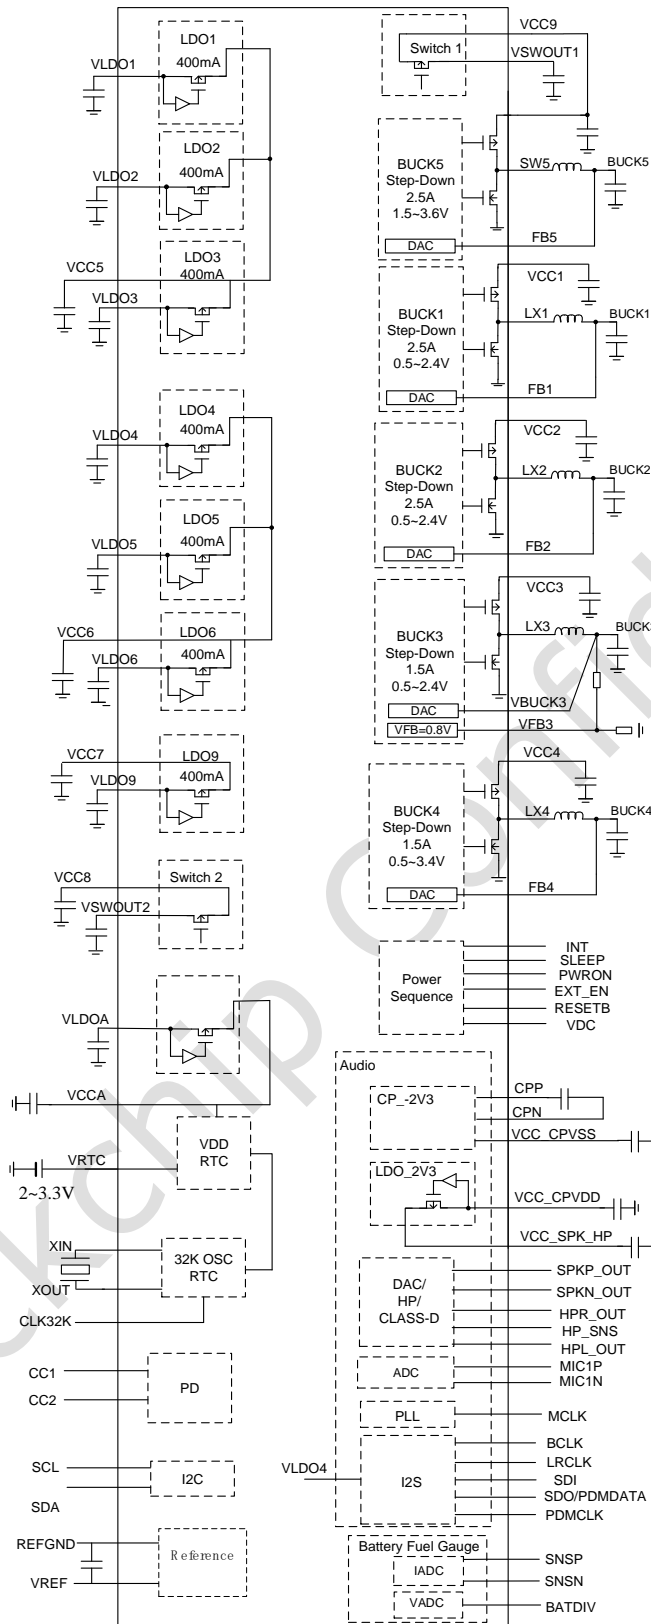 LDO1
400mA
VLDO1
LDO2
400mA
VLDO2
LDO3
400mA
VCC5
VLDO3
LDO4
400mA
VLDO4
LDO5
400mA
VLDO5
LDO6
400mA
VCC6
VLDO6
VCC7
LDO9
400mA
VLDO9
VCC8
Switch 2
VSWOUT2
VLDOA
VCCA
VDD
RTC
VRTC
2~3.3V
XIN
32K OSC
RTC
XOUT
CLK32K
CC1
PD
CC2
SCL
I2C
SDA
REFGND
Reference
VREF
VCC9
Switch 1
VSWOUT1
BUCK5
Step-Down
2.5A
1.5~3.6V
SW5
BUCK5
DAC
FB5
VCC1
BUCK1
Step-Down
2.5A
0.5~2.4V
LX1
BUCK1
DAC
FB1
VCC2
BUCK2
Step-Down
2.5A
0.5~2.4V
LX2
BUCK2
DAC
FB2
VCC3
BUCK3
Step-Down
1.5A
0.5~2.4V
LX3
BUCK3
DAC
VBUCK3
VFB=0.8V
VFB3
VCC4
BUCK4
Step-Down
1.5A
0.5~3.4V
LX4
BUCK4
DAC
FB4
Power
Sequence
INT
SLEEP
PWRON
EXT_EN
RESETB
VDC
Audio
CP_-2V3
CPP
CPN
VCC_CPVSS
LDO_2V3
VCC_CPVDD
VCC_SPK_HP
DAC/
HP/
CLASS-D
SPKP_OUT
SPKN_OUT
HPR_OUT
HP_SNS
HPL_OUT
ADC
MIC1P
MIC1N
PLL
MCLK
VLDO4
I2S
BCLK
LRCLK
SDI
SDO/PDMDATA
PDMCLK
Battery Fuel Gauge
IADC
SNSP
SNSN
VADC
BATDIV